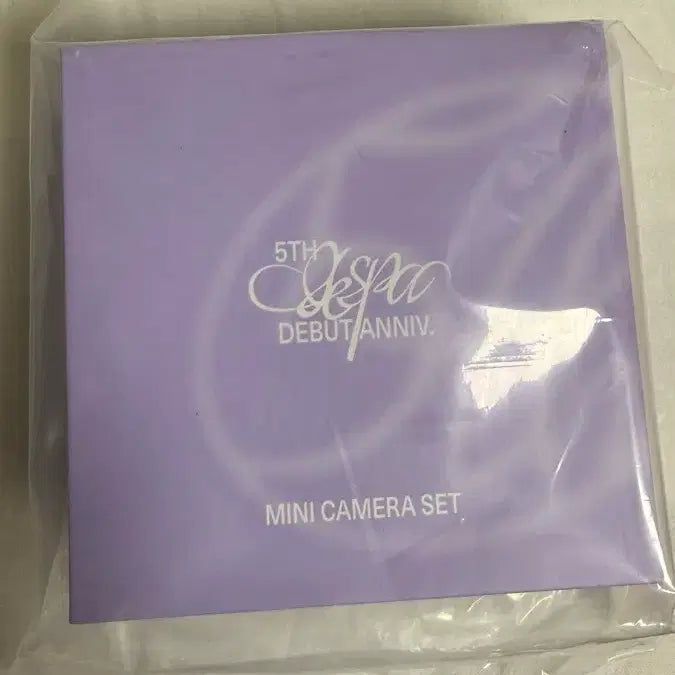 5TH
aespa
DEBUT ANNIV.
MINI CAMERA SET